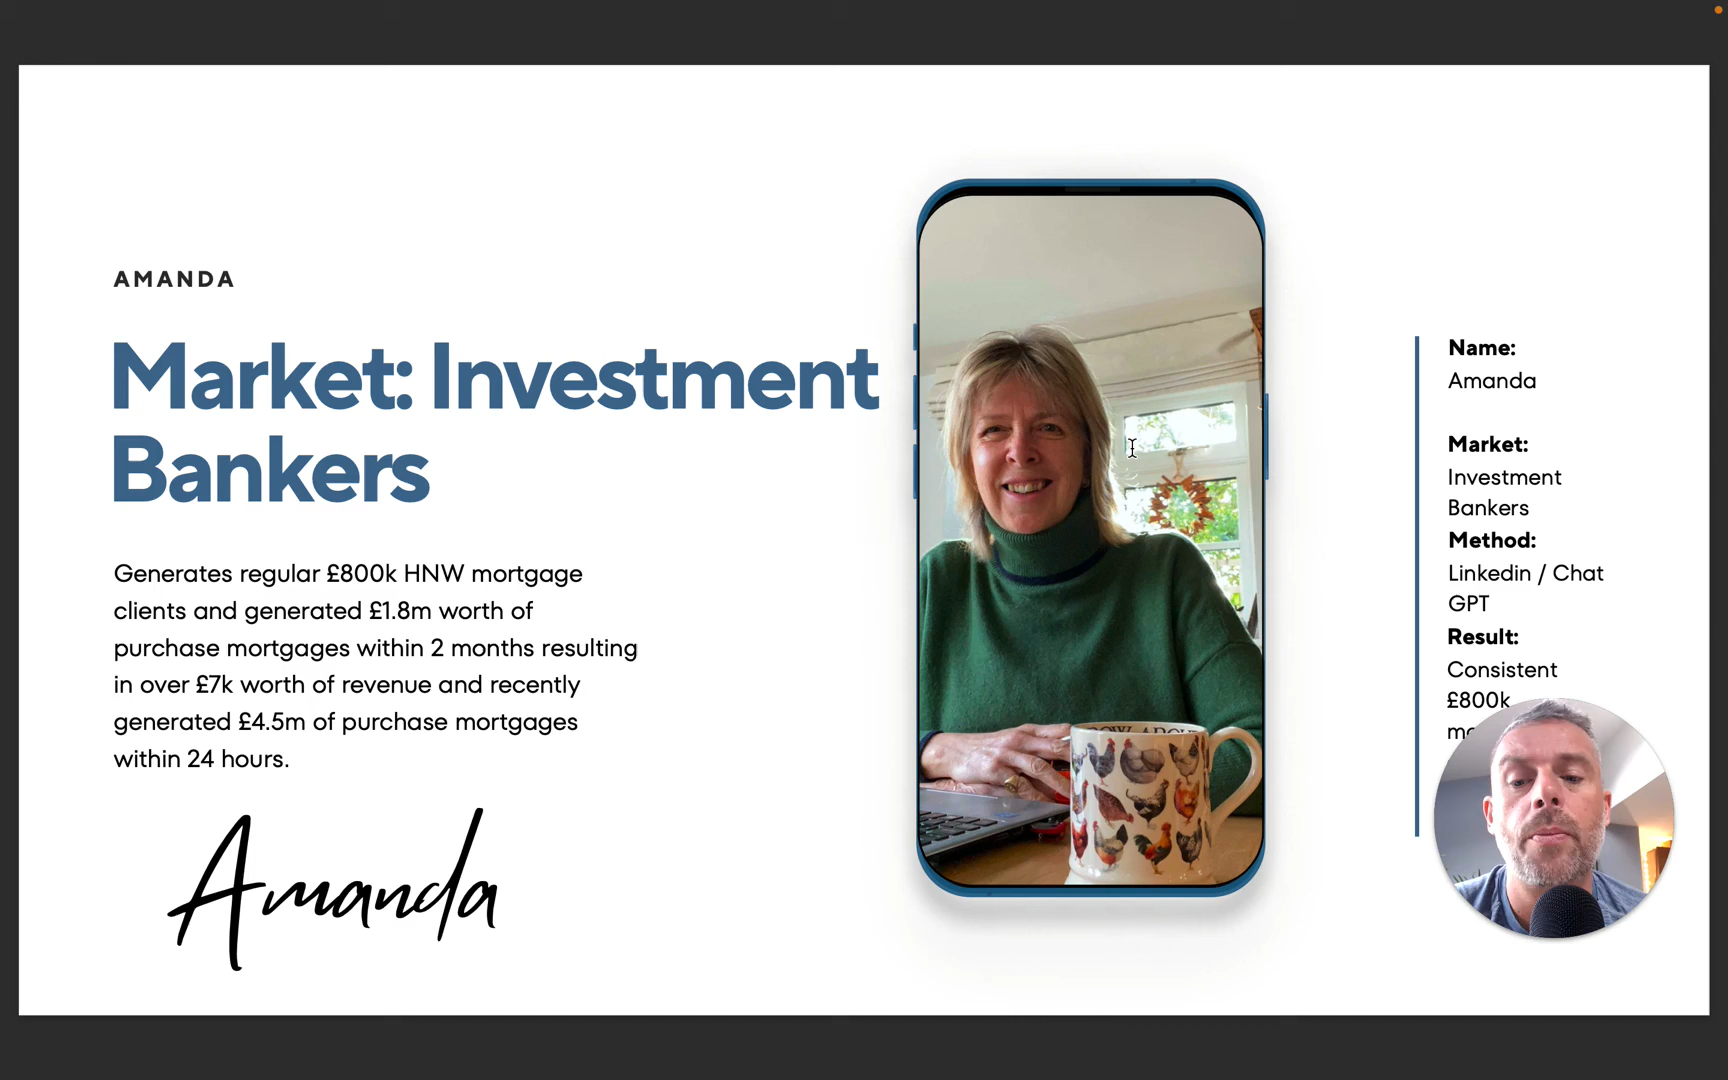 AMANDA
Market: Investment
Bankers
Generates regular £800k HNW mortgage
clients and generated £1.8m worth of
purchase mortgages within 2 months resulting
in over £7k worth of revenue and recently
generated £4.5m of purchase mortgages
within 24 hours.
Amanda
Name:
Amanda
Market:
Investment
Bankers
Method:
Linkedin / Chat
GPT
Result:
Consistent
£800k